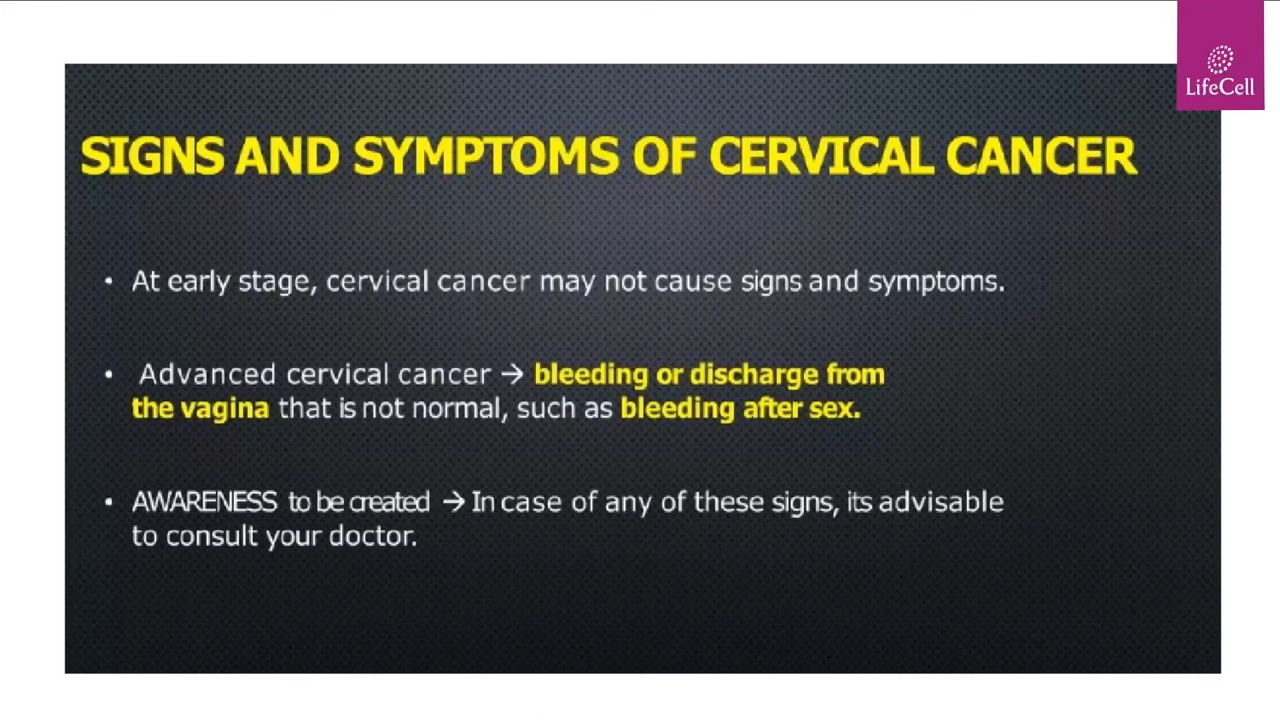 LifeCell
SIGNS AND SYMPTOMS OF CERVICAL CANCER
• At early stage, cervical cancer may not cause signs and symptoms.
• Advanced cervical cancer → bleeding or discharge from
the vagina that is not normal, such as bleeding after sex.
• AWARENESS to be created → In case of any of these signs, its advisable
to consult your doctor.